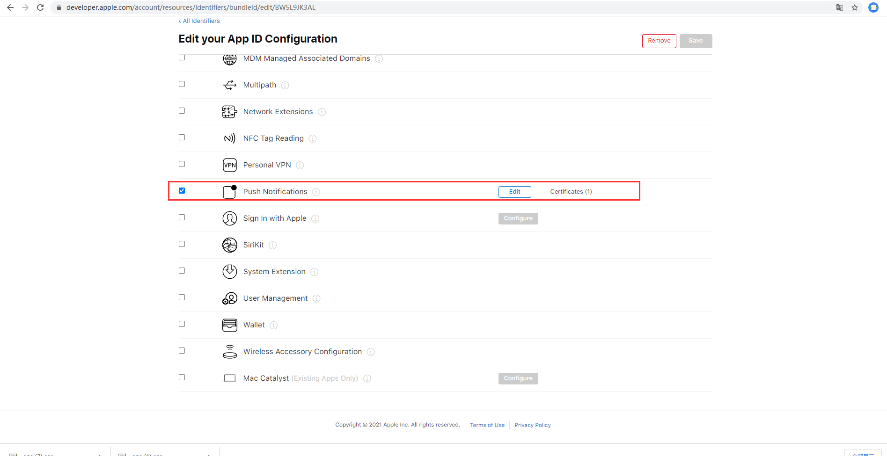 developer.apple.com/account/resources/identifiers/bundleId/edit/8W5L9JK3AL
‹ All Identifiers
Edit your App ID Configuration
Remove
Save
MDM Managed Associated Domains
Multipath
Network Extensions
NFC Tag Reading
VPN Personal VPN
Push Notifications Edit Certificates (1)
Sign In with Apple Configure
SiriKit
System Extension
User Management
Wallet
Wireless Accessory Configuration
Mac Catalyst (Existing Apps Only) Configure
Copyright © 2021 Apple Inc. All rights reserved. Terms of Use Privacy Policy